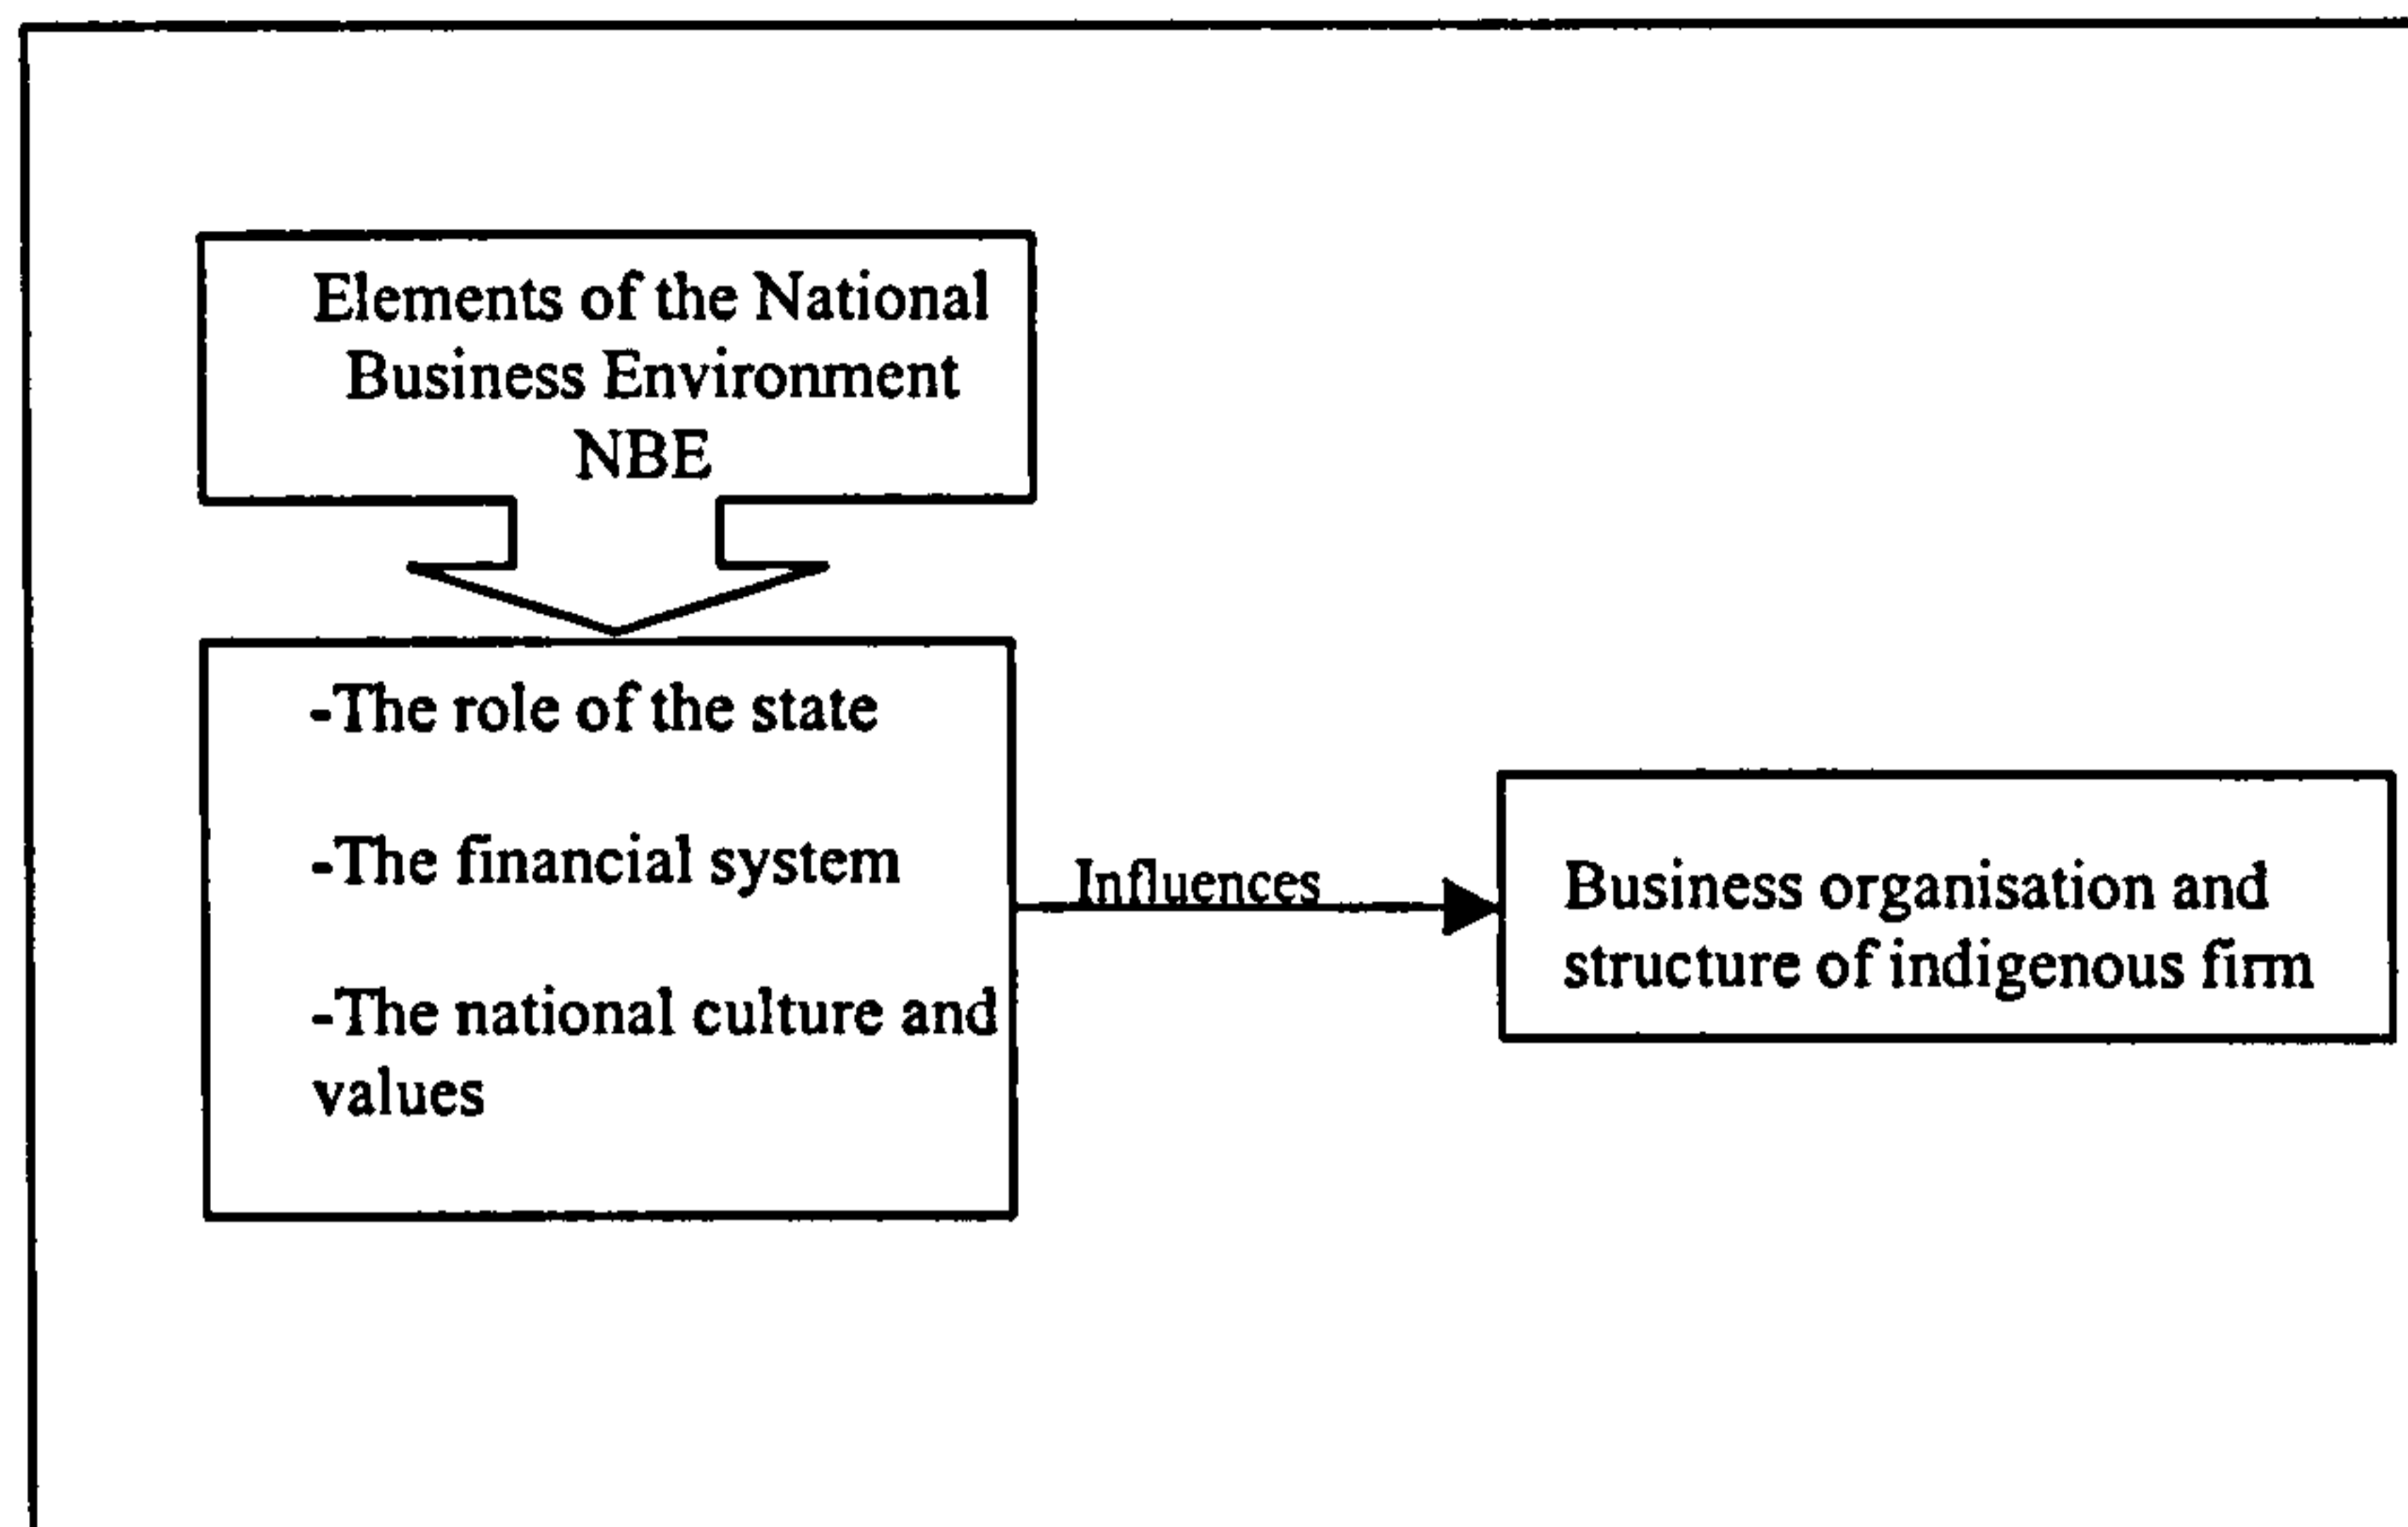 Elements of the National
Business Environment
NBE
-The role of the state
-The financial system
-The national culture and
values
Influences
Business organisation and
structure of indigenous firm